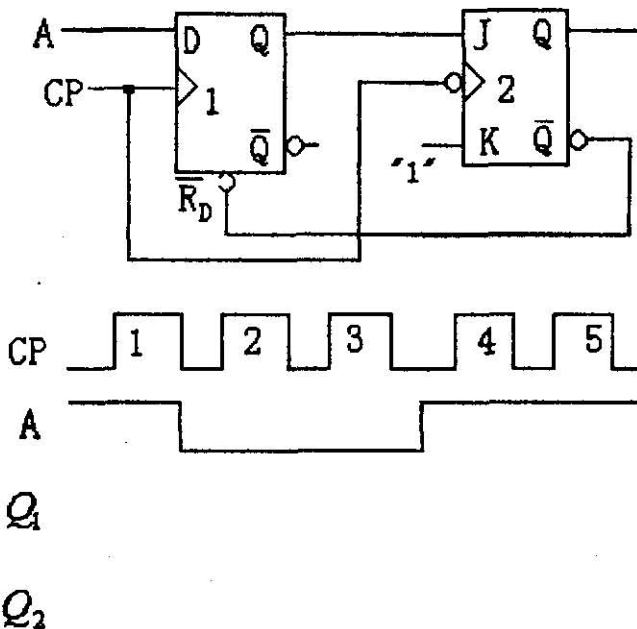 A D Q J Q
CP 1 2
Q̅ "1" K Q̅
R̅D
CP 1 2 3 4 5
A
Q1
Q2